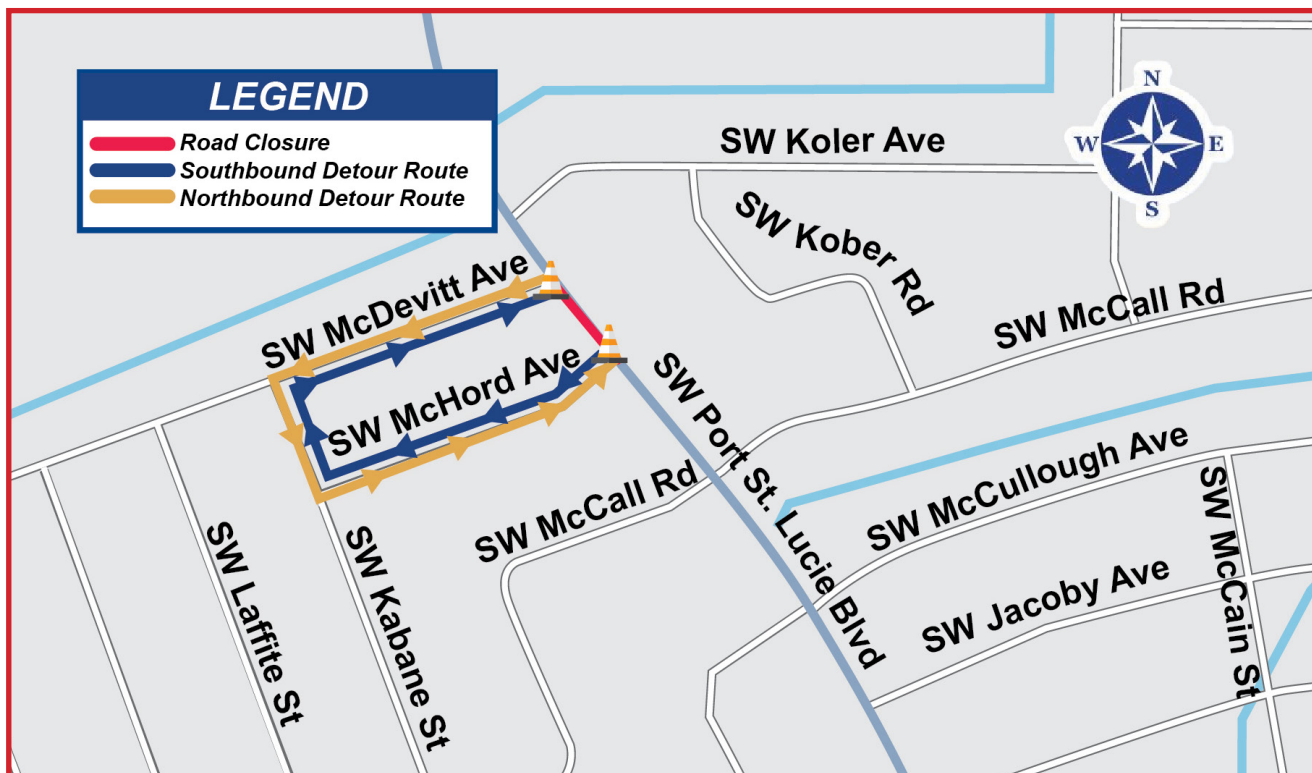 LEGEND
Road Closure
Southbound Detour Route
Northbound Detour Route
N
W
E
S
SW Koler Ave
SW Kober Rd
SW McDevitt Ave
SW McCall Rd
SW McHord Ave
SW Port St. Lucie Blvd
SW McCall Rd
SW McCullough Ave
SW Laffite St
SW Kabane St
SW Jacoby Ave
SW McCain St